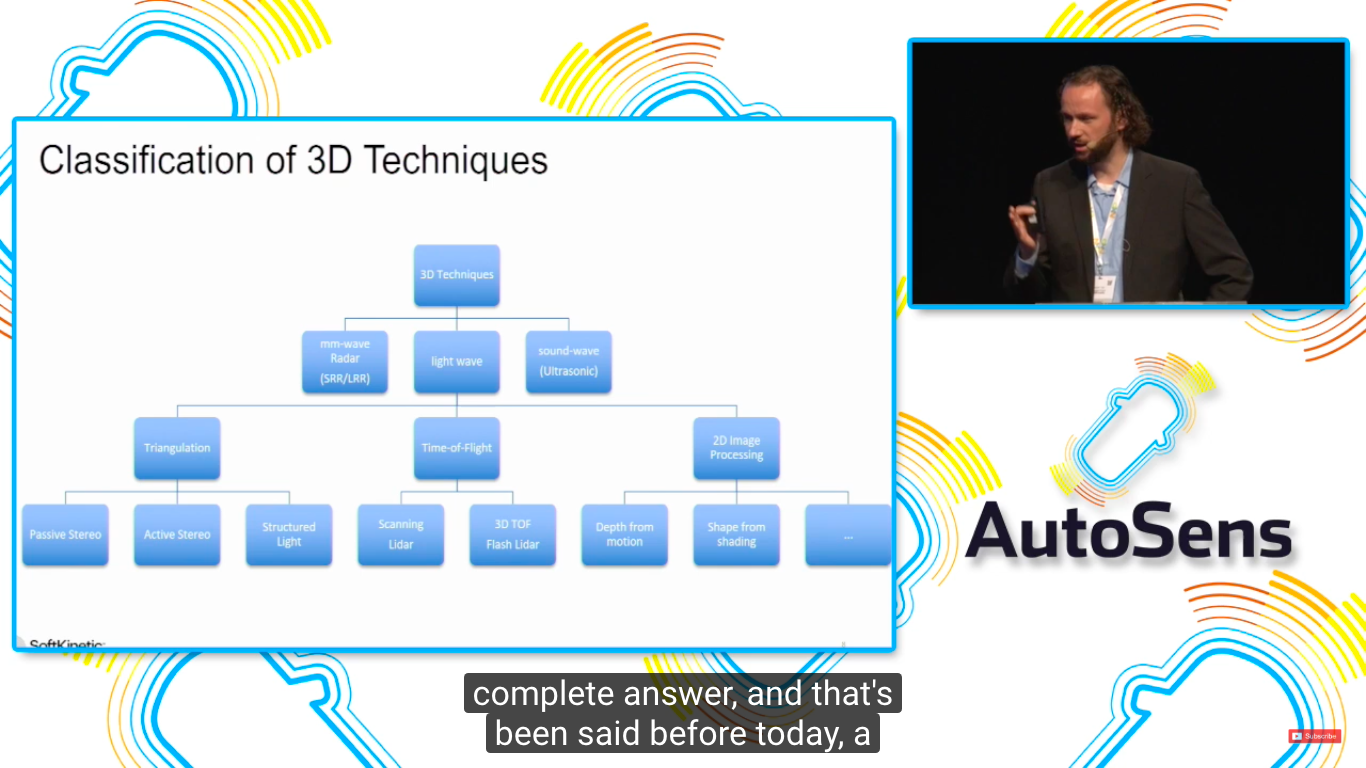 Classification of 3D Techniques
3D Techniques
mm-wave
Radar
(SRR/LRR)
light wave
sound-wave
(Ultrasonic)
Triangulation
Time-of-Flight
2D Image
Processing
Passive Stereo
Active Stereo
Structured
Light
Scanning
Lidar
3D TOF
Flash Lidar
Depth from
motion
Shape from
shading
...
SoftKinetic
AutoSens
complete answer, and that's
been said before today, a
Subscribe